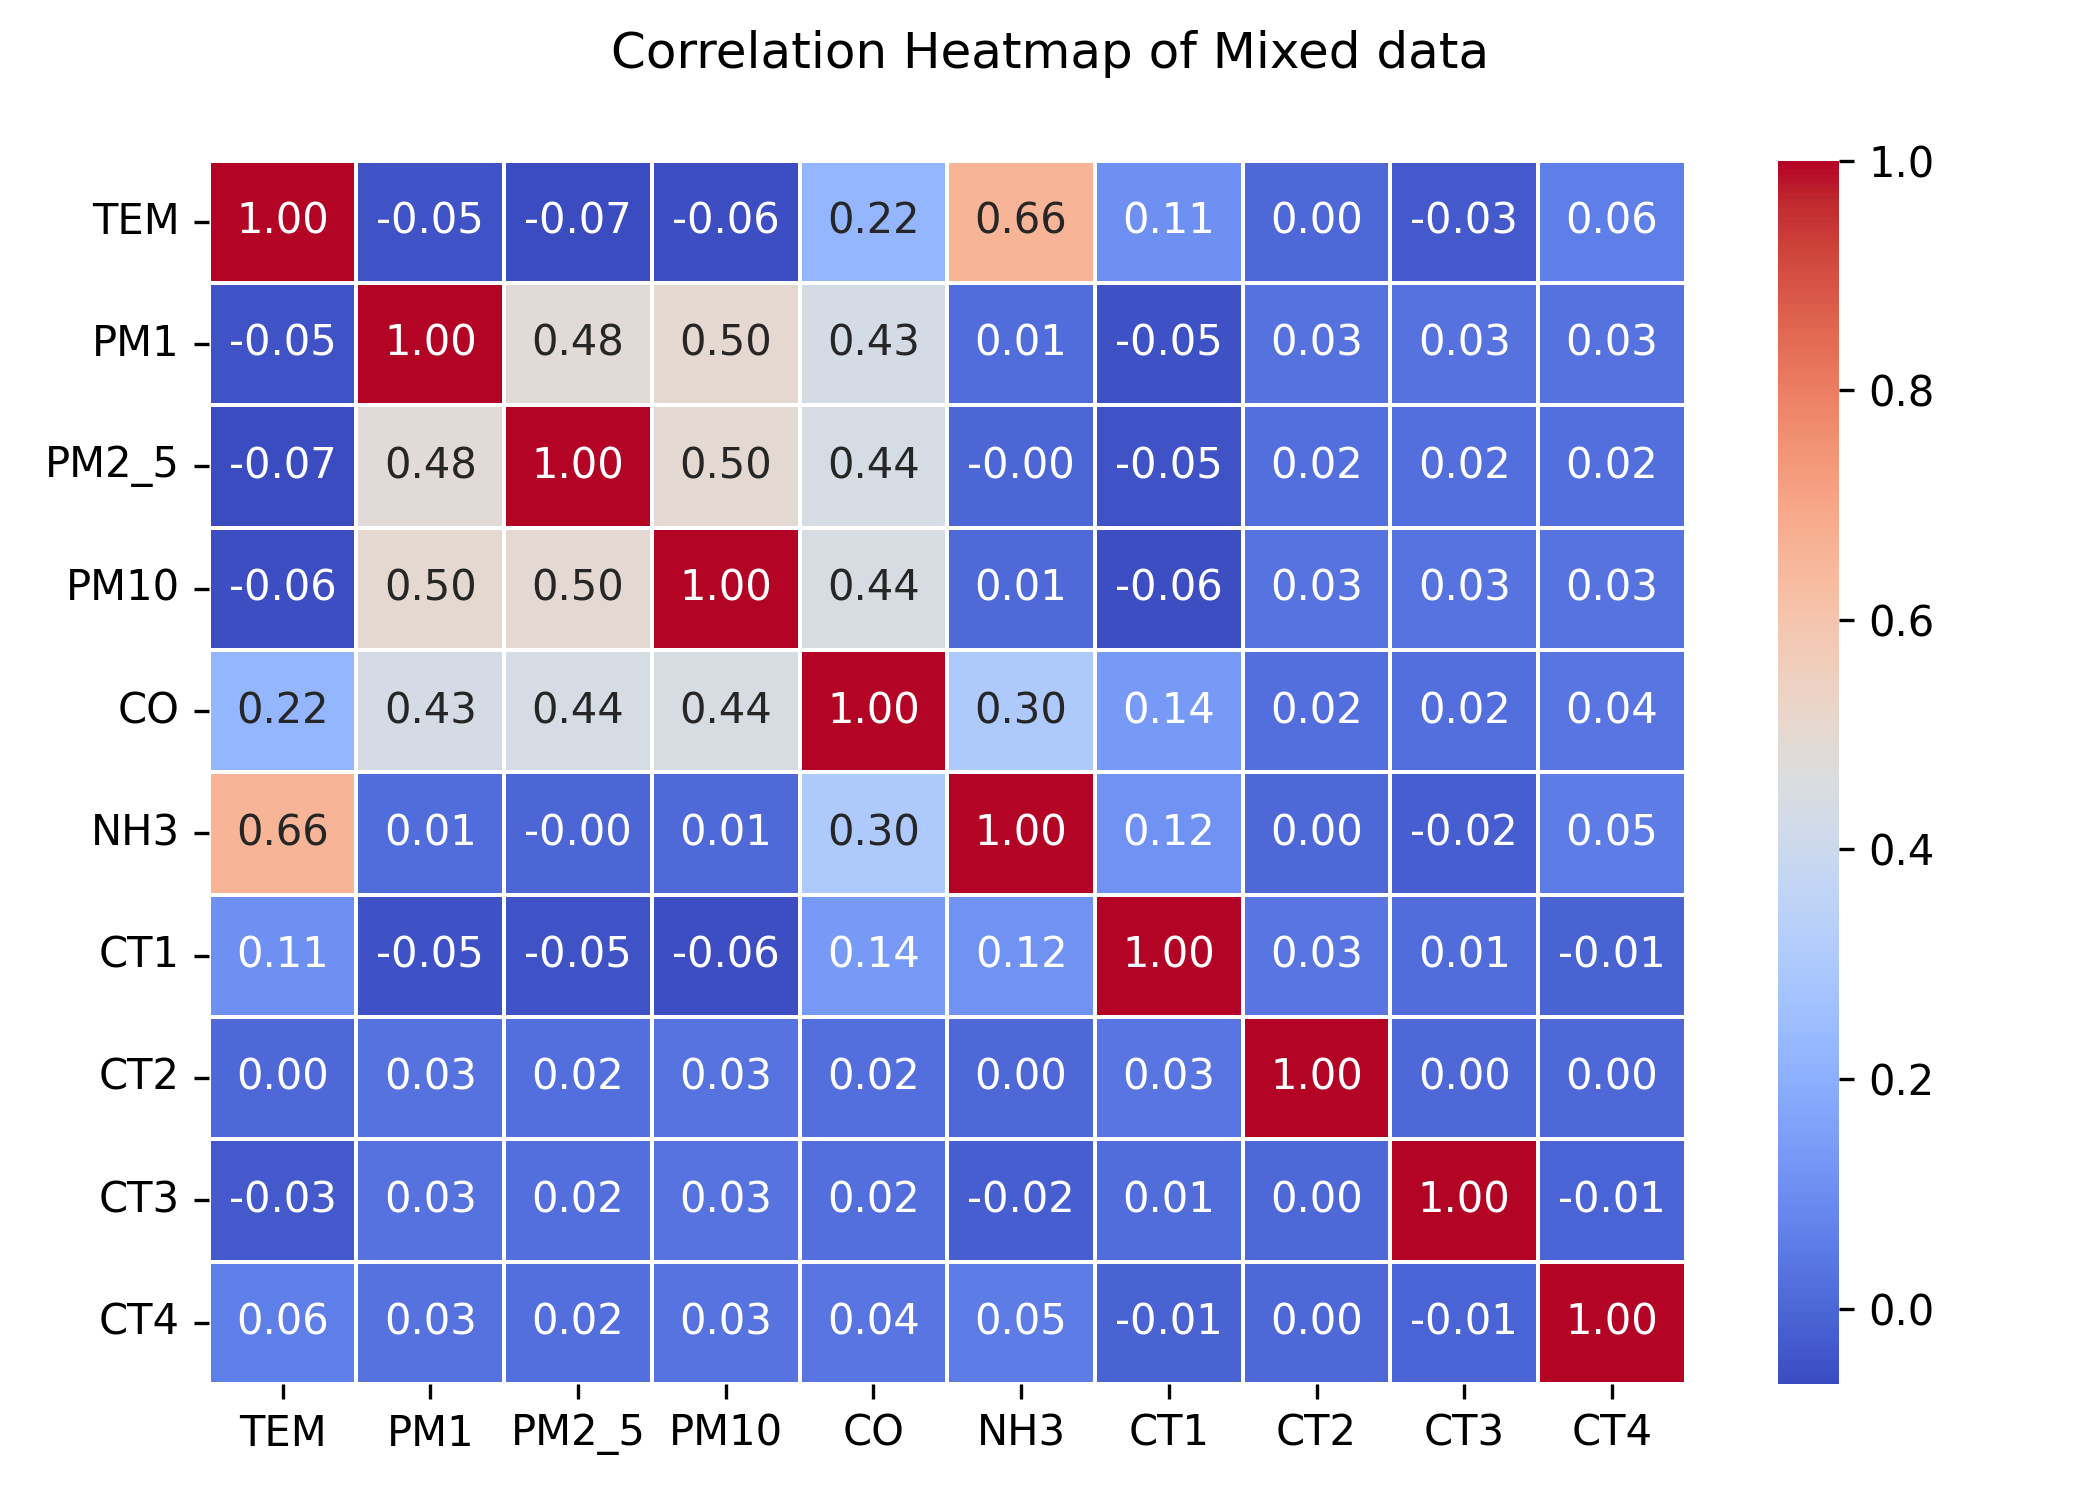 Correlation Heatmap of Mixed data
TEM 1.00 -0.05 -0.07 -0.06 0.22 0.66 0.11 0.00 -0.03 0.06
PM1 -0.05 1.00 0.48 0.50 0.43 0.01 -0.05 0.03 0.03 0.03
PM2_5 -0.07 0.48 1.00 0.50 0.44 -0.00 -0.05 0.02 0.02 0.02
PM10 -0.06 0.50 0.50 1.00 0.44 0.01 -0.06 0.03 0.03 0.03
CO 0.22 0.43 0.44 0.44 1.00 0.30 0.14 0.02 0.02 0.04
NH3 0.66 0.01 -0.00 0.01 0.30 1.00 0.12 0.00 -0.02 0.05
CT1 0.11 -0.05 -0.05 -0.06 0.14 0.12 1.00 0.03 0.01 -0.01
CT2 0.00 0.03 0.02 0.03 0.02 0.00 0.03 1.00 0.00 0.00
CT3 -0.03 0.03 0.02 0.03 0.02 -0.02 0.01 0.00 1.00 -0.01
CT4 0.06 0.03 0.02 0.03 0.04 0.05 -0.01 0.00 -0.01 1.00
TEM PM1 PM2_5 PM10 CO NH3 CT1 CT2 CT3 CT4
1.0
0.8
0.6
0.4
0.2
0.0